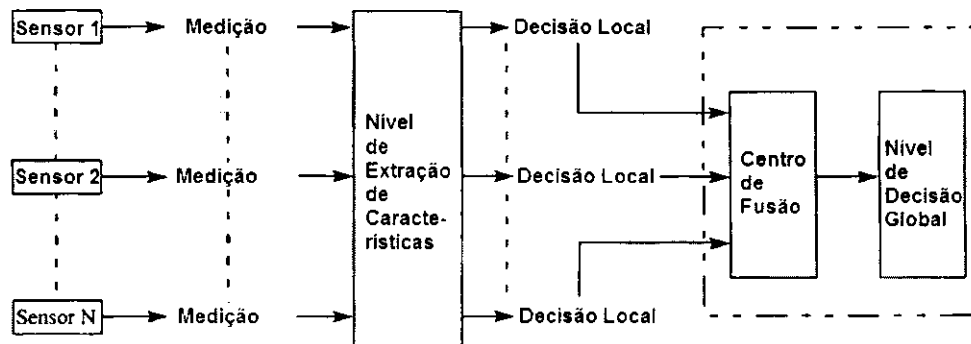 Sensor 1
Medição
Decisão Local
Sensor 2
Medição
Nível
de
Extração
de
Caracte-
rísticas
Decisão Local
Centro
de
Fusão
Nível
de
Decisão
Global
Sensor N
Medição
Decisão Local